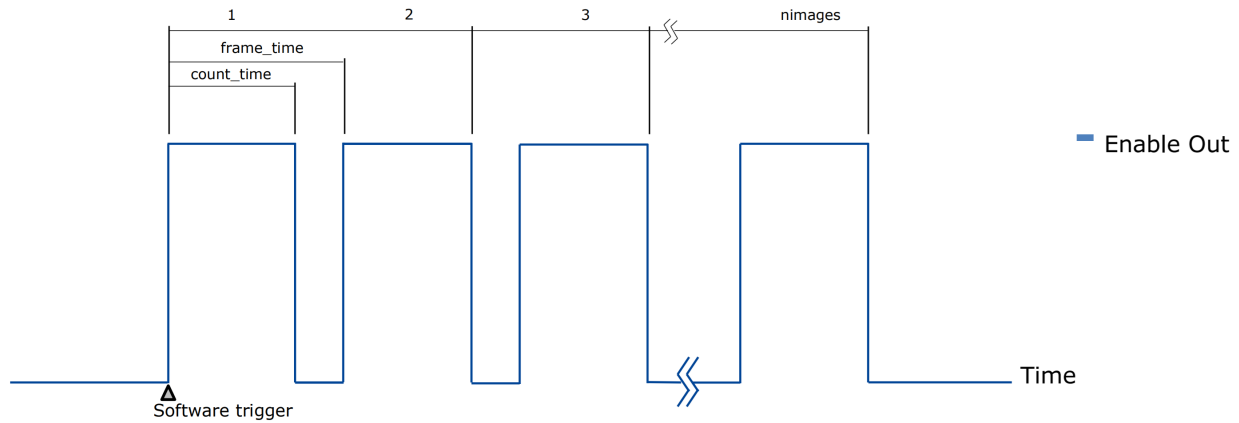 1 2 3 nimages
frame_time
count_time
Enable Out
Time
Software trigger